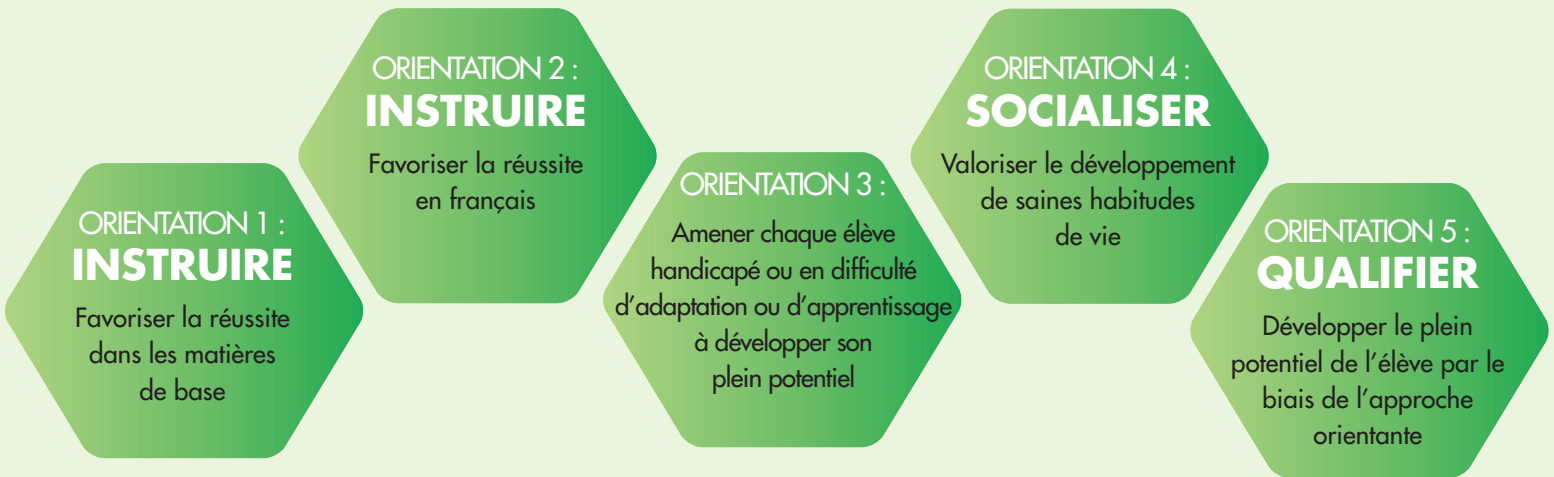 ORIENTATION 1 :
INSTRUIRE
Favoriser la réussite
dans les matières
de base
ORIENTATION 2 :
INSTRUIRE
Favoriser la réussite
en français
ORIENTATION 3 :
Amener chaque élève
handicapé ou en difficulté
d'adaptation ou d'apprentissage
à développer son
plein potentiel
ORIENTATION 4 :
SOCIALISER
Valoriser le développement
de saines habitudes
de vie
ORIENTATION 5 :
QUALIFIER
Développer le plein
potentiel de l'élève par le
biais de l'approche
orientante